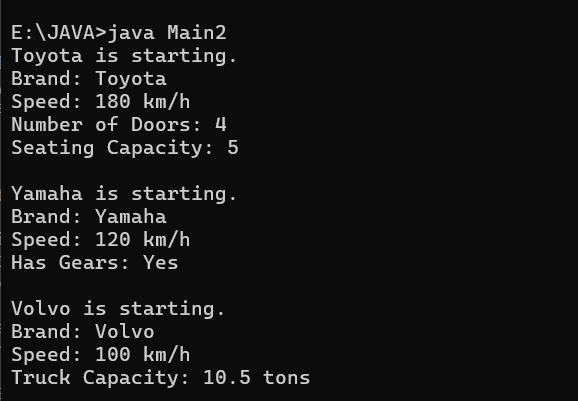 E:\JAVA>java Main2
Toyota is starting.
Brand: Toyota
Speed: 180 km/h
Number of Doors: 4
Seating Capacity: 5
Yamaha is starting.
Brand: Yamaha
Speed: 120 km/h
Has Gears: Yes
Volvo is starting.
Brand: Volvo
Speed: 100 km/h
Truck Capacity: 10.5 tons